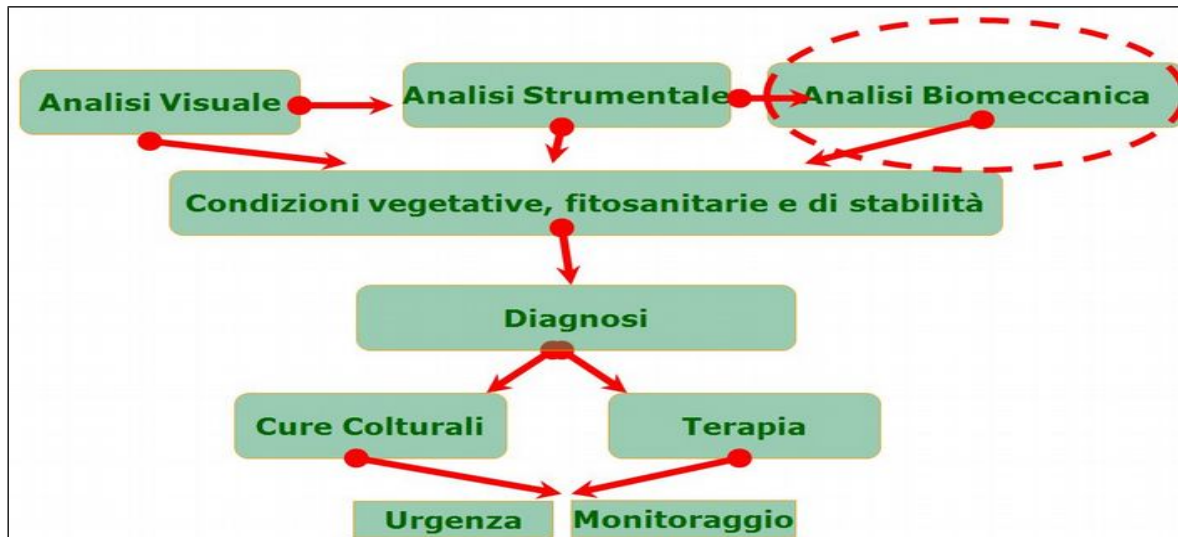 Analisi Visuale
Analisi Strumentale
Analisi Biomeccanica
Condizioni vegetative, fitosanitarie e di stabilità
Diagnosi
Cure Colturali
Terapia
Urgenza
Monitoraggio